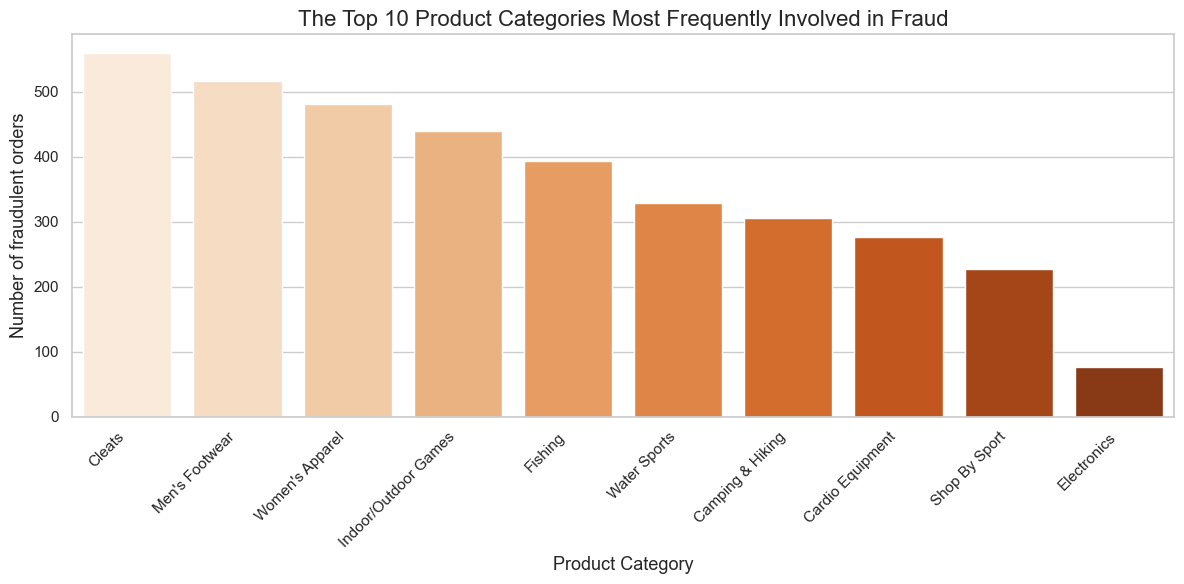 The Top 10 Product Categories Most Frequently Involved in Fraud
Number of fraudulent orders
500
400
300
200
100
0
Cleats
Men's Footwear
Women's Apparel
Indoor/Outdoor Games
Fishing
Water Sports
Camping & Hiking
Cardio Equipment
Shop By Sport
Electronics
Product Category